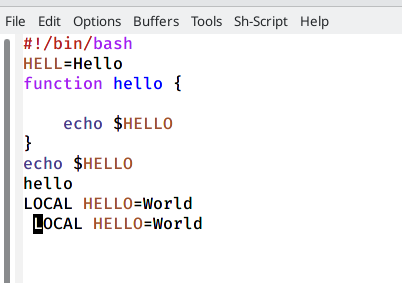 File Edit Options Buffers Tools Sh-Script Help
#!/bin/bash
HELL=Hello
function hello {
echo $HELLO
}
echo $HELLO
hello
LOCAL HELLO=World
LOCAL HELLO=World